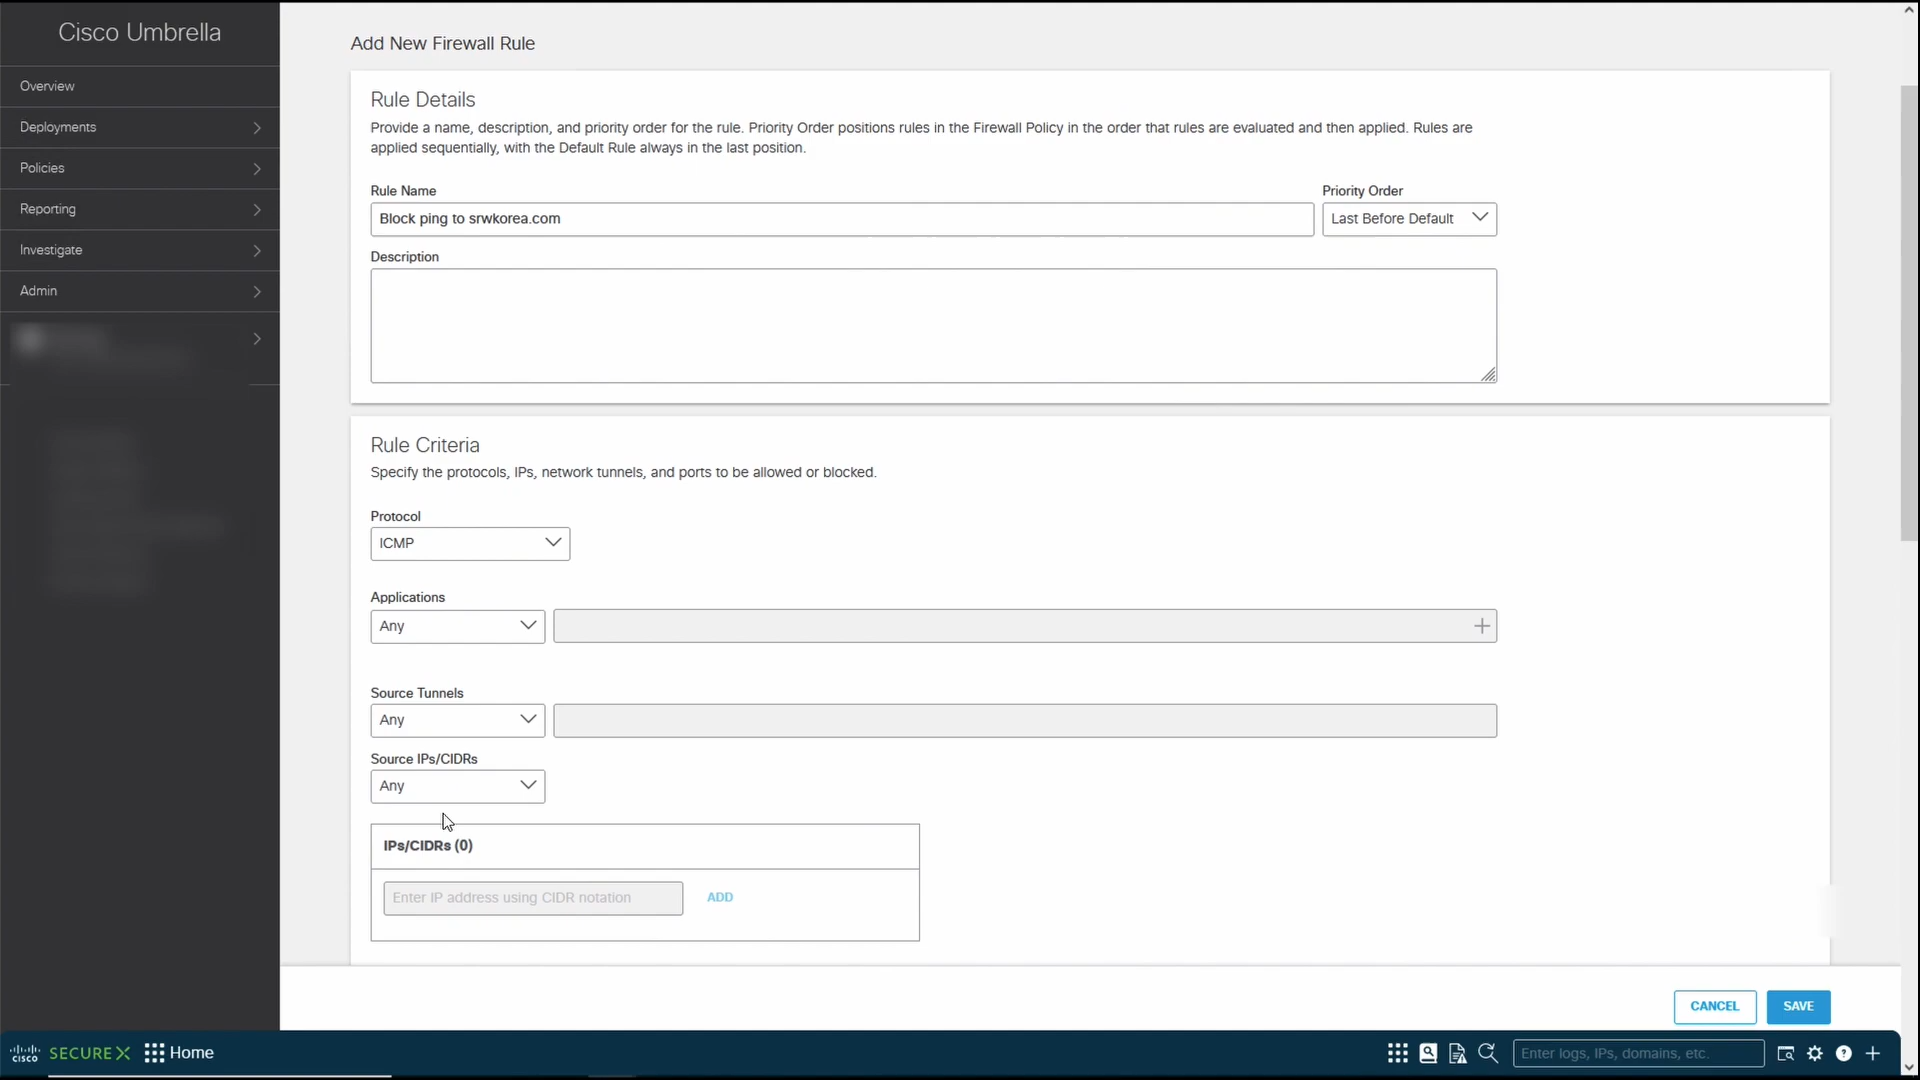 Cisco Umbrella
Overview
Deployments
Policies
Reporting
Investigate
Admin
Add New Firewall Rule
Rule Details
Provide a name, description, and priority order for the rule. Priority Order positions rules in the Firewall Policy in the order that rules are evaluated and then applied. Rules are
applied sequentially, with the Default Rule always in the last position.
Rule Name
Priority Order
Block ping to srwkorea.com
Last Before Default
Description
Rule Criteria
Specify the protocols, IPs, network tunnels, and ports to be allowed or blocked.
Protocol
ICMP
Applications
Any
Source Tunnels
Any
Source IPs/CIDRs
Any
IPs/CIDRs (0)
Enter IP address using CIDR notation
ADD
CANCEL
SAVE
cisco SECUREX
Home
Enter logs, IPs, domains, etc.